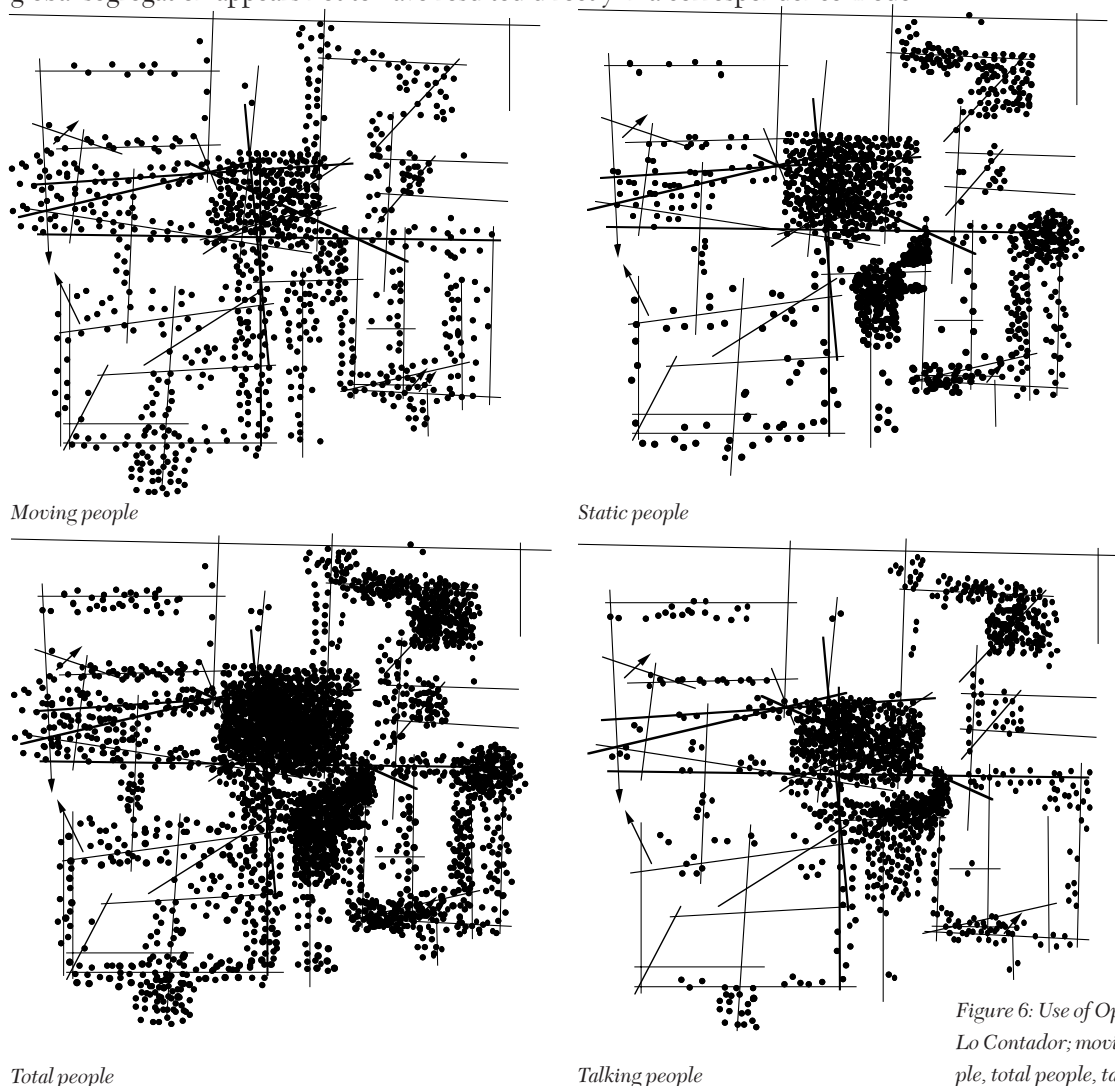 Moving people
Static people
Total people
Talking people
Figure 6: Use of Op
Lo Contador; movi
ple, total people, ta